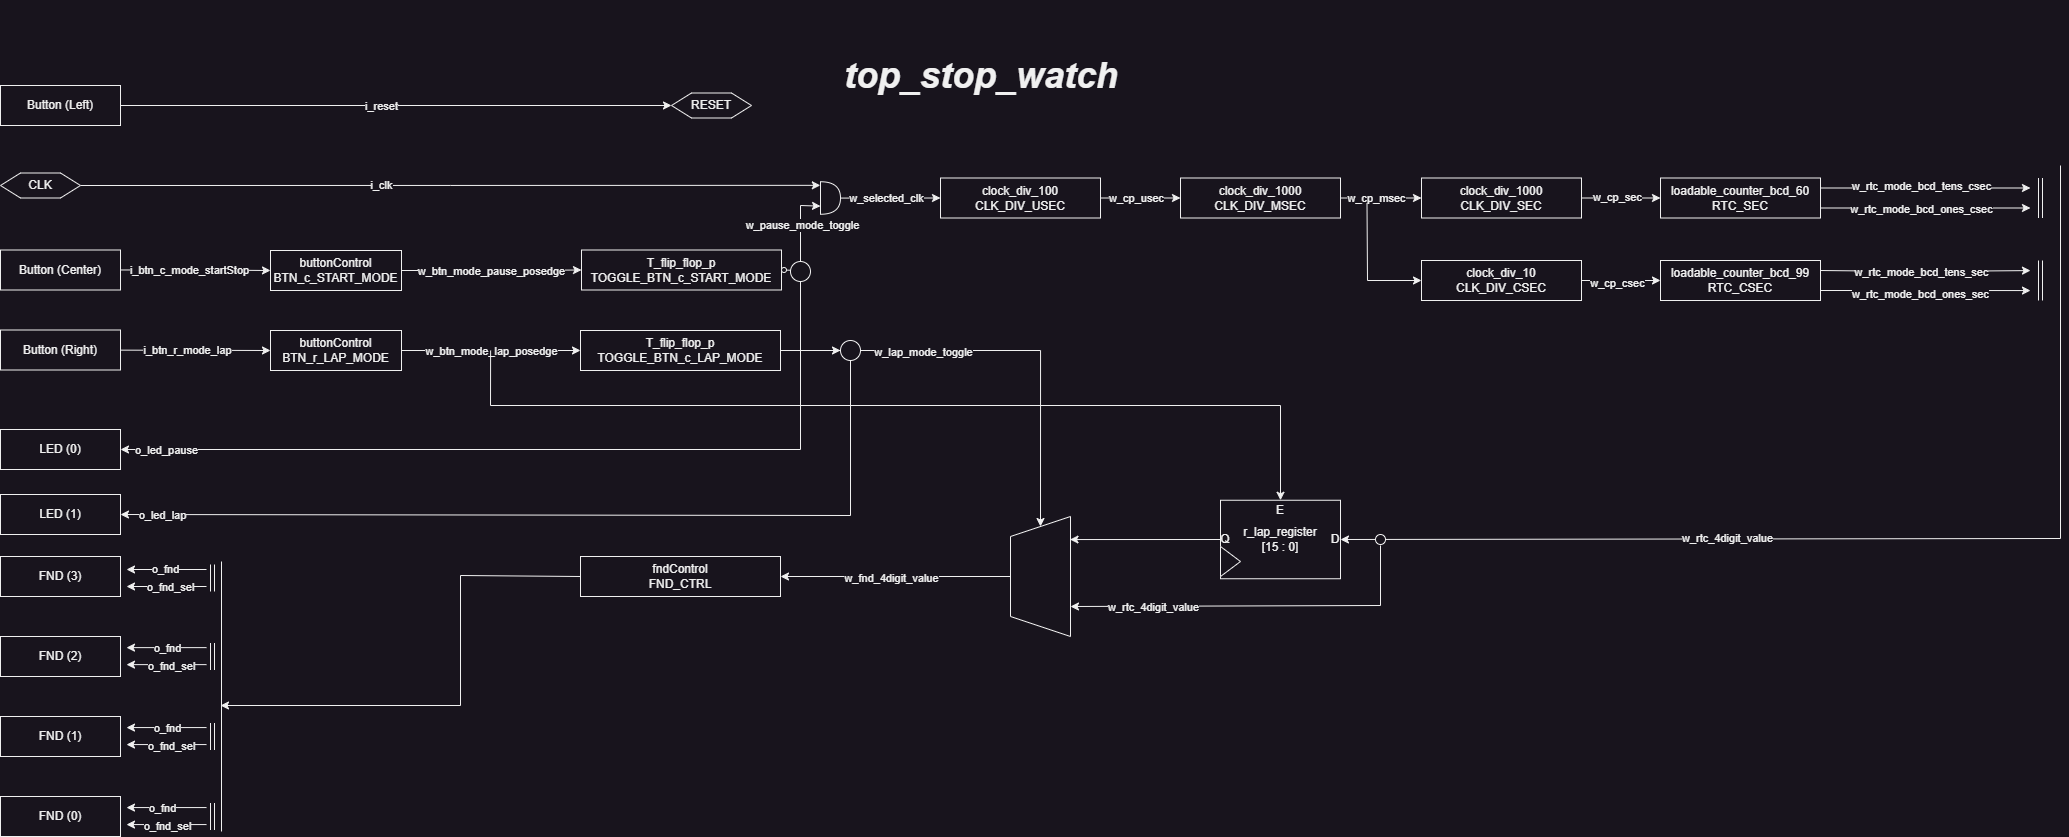 top_stop_watch
Button (Left)
i_reset
RESET
CLK
i_clk
w_selected_clk
clock_div_100
CLK_DIV_USEC
w_cp_usec
clock_div_1000
CLK_DIV_MSEC
w_cp_msec
clock_div_1000
CLK_DIV_SEC
w_cp_sec
loadable_counter_bcd_60
RTC_SEC
w_rtc_mode_bcd_tens_csec
w_rtc_mode_bcd_ones_csec
w_pause_mode_toggle
Button (Center)
i_btn_c_mode_startStop
buttonControl
BTN_c_START_MODE
w_btn_mode_pause_posedge
T_flip_flop_p
TOGGLE_BTN_c_START_MODE
clock_div_10
CLK_DIV_CSEC
w_cp_csec
loadable_counter_bcd_99
RTC_CSEC
w_rtc_mode_bcd_tens_sec
w_rtc_mode_bcd_ones_sec
Button (Right)
i_btn_r_mode_lap
buttonControl
BTN_r_LAP_MODE
w_btn_mode_lap_posedge
T_flip_flop_p
TOGGLE_BTN_c_LAP_MODE
w_lap_mode_toggle
LED (0)
o_led_pause
LED (1)
o_led_lap
E
r_lap_register
[15 : 0]
Q
D
w_rtc_4digit_value
FND (3)
o_fnd
o_fnd_sel
fndControl
FND_CTRL
w_fnd_4digit_value
w_rtc_4digit_value
FND (2)
o_fnd
o_fnd_sel
FND (1)
o_fnd
o_fnd_sel
FND (0)
o_fnd
o_fnd_sel